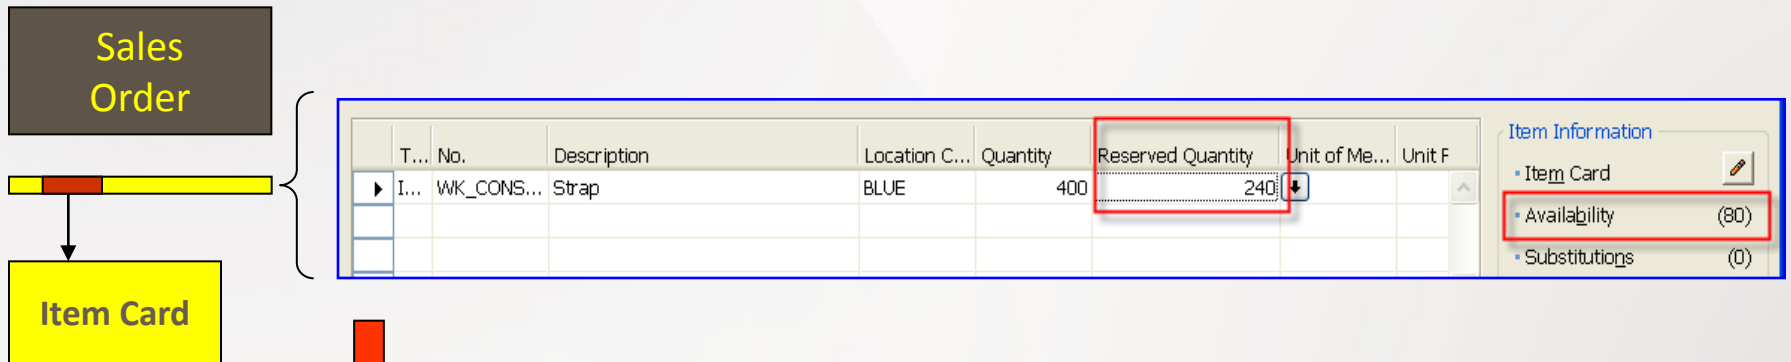 Sales
Order
T... No. Description Location C... Quantity Reserved Quantity Unit of Me... Unit P
I... WK_CONS... Strap BLUE 400 240
Item Information
Item Card
Availability (80)
Substitutions (0)
Item Card